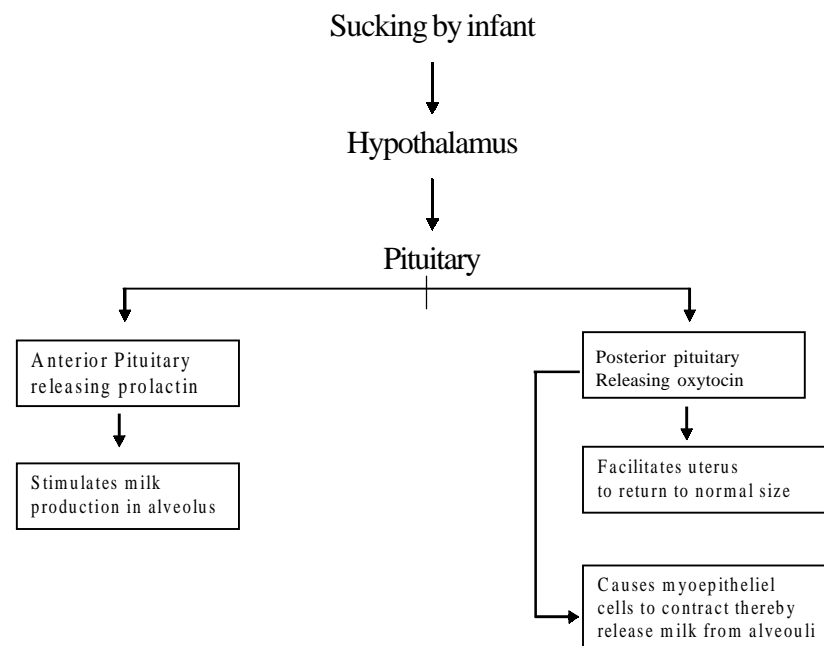 Sucking by infant
Hypothalamus
Pituitary
Anterior Pituitary
releasing prolactin
Stimulates milk
production in alveolus
Posterior pituitary
Releasing oxytocin
Facilitates uterus
to return to normal size
Causes myoepitheliel
cells to contract thereby
release milk from alveouli